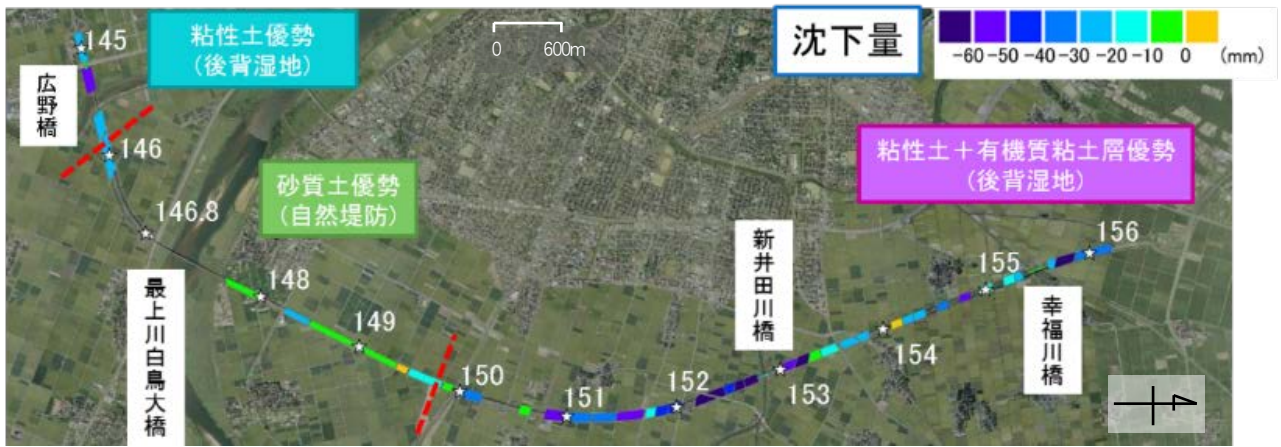 145
粘性土優勢
(後背湿地)
0 600m
沈下量
-60 -50 -40 -30 -20 -10 0 (mm)
広野橋
146
砂質土優勢
(自然堤防)
粘性土+有機質粘土層優勢
(後背湿地)
146.8
最上川白鳥大橋
148
149
150
151
152
新井田川橋
153
154
155
幸福川橋
156